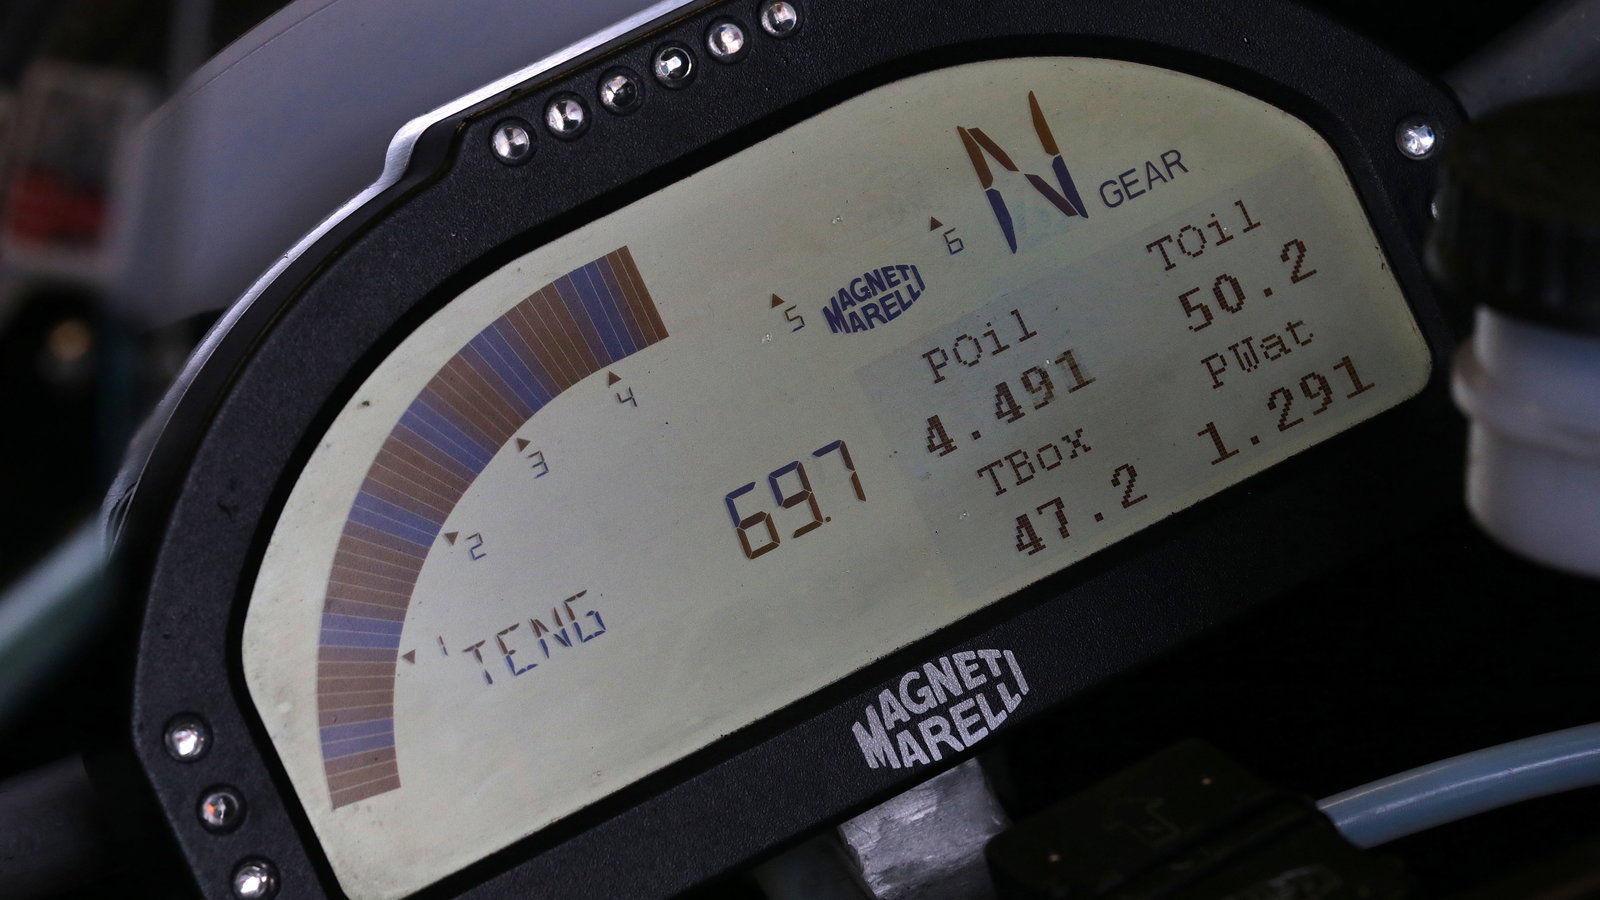 N GEAR
6
5
MAGNETI
MARELLI
4
3
2
1
TENG
69.7
POil
4.491
TOil
50.2
TBox
47.2
PWat
1.291
MAGNETI
MARELLI